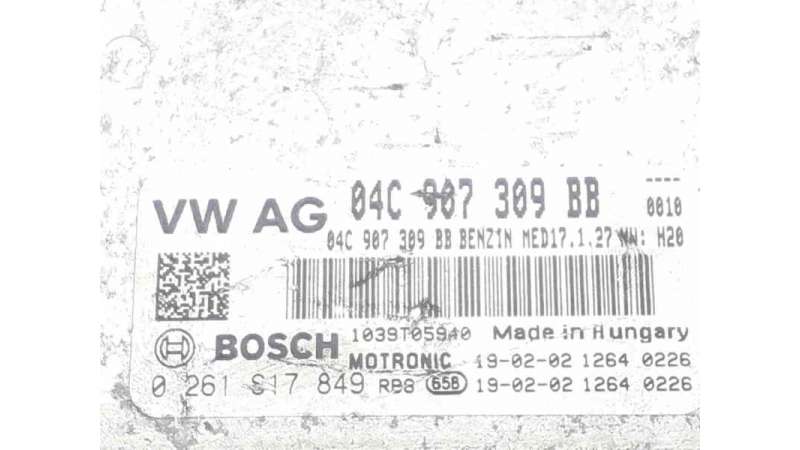 VW AG 04C 907 309 BB ---- 0010
04C 907 309 BB BENZIN MED17.1.27 HW: H20
BOSCH 1039T05940 Made in Hungary
MOTRONIC 19-02-02 1264 0226
0 261 S17 849 RB8 65B 19-02-02 1264 0226